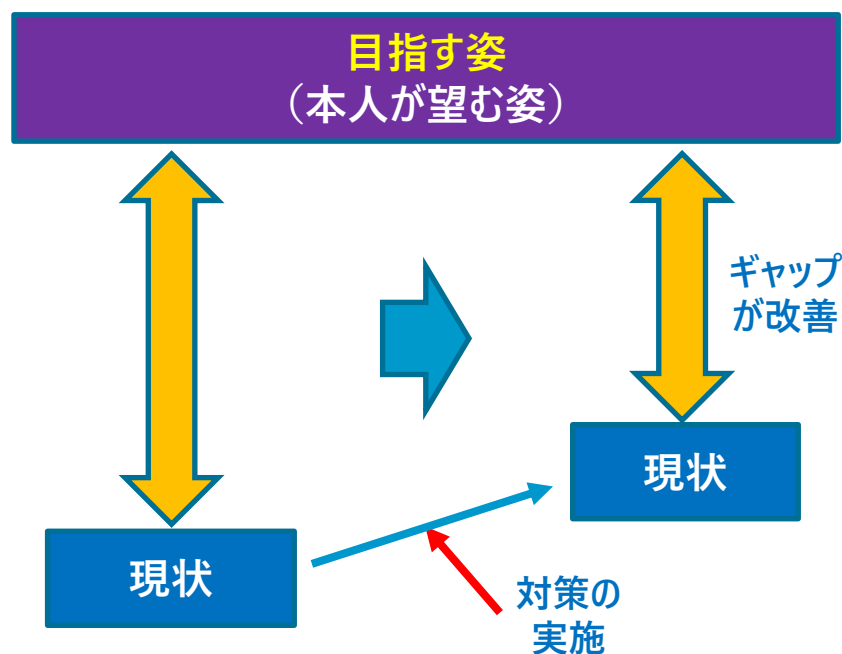 目指す姿
（本人が望む姿）
ギャップ
が改善
現状
現状
対策の
実施